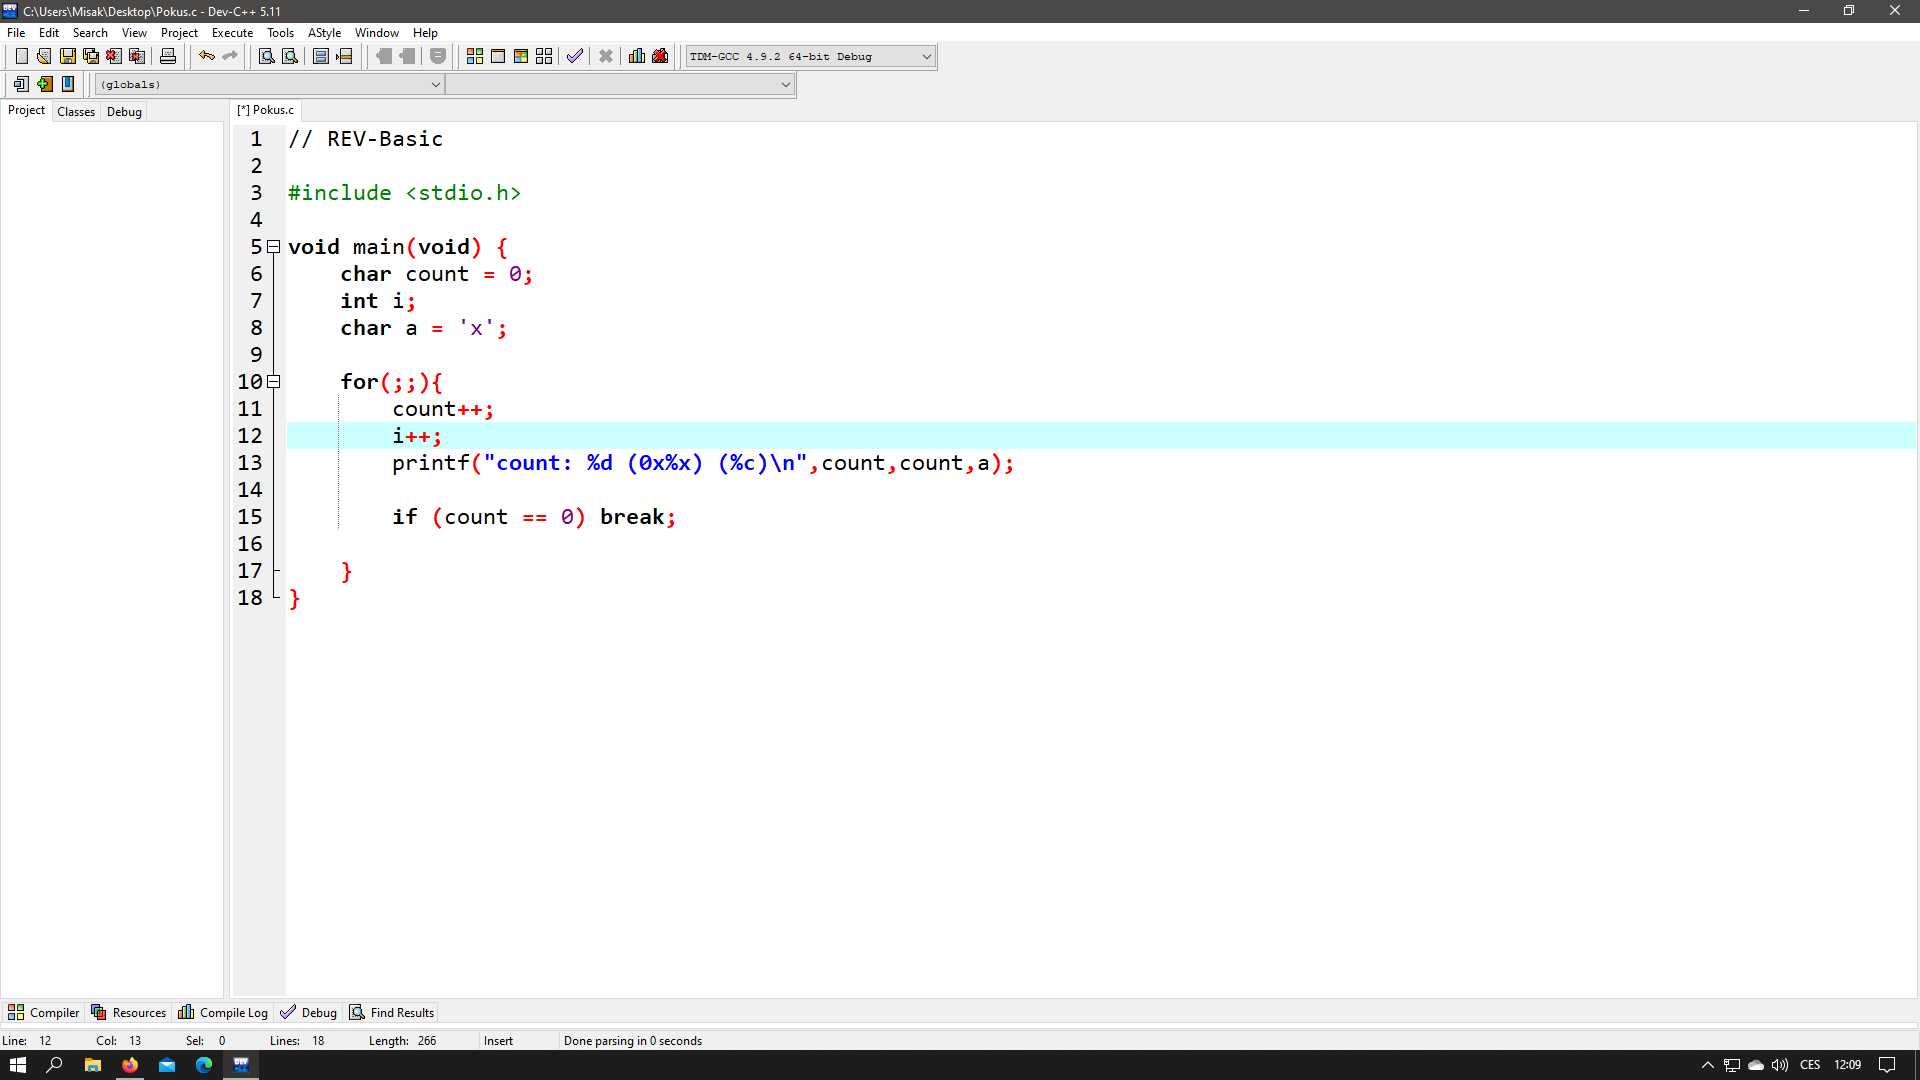 C:\Users\Misak\Desktop\Pokus.c - Dev-C++ 5.11
File Edit Search View Project Execute Tools AStyle Window Help
TDM-GCC 4.9.2 64-bit Debug
(globals)
Project Classes Debug
[*] Pokus.c
1 // REV-Basic
2
3 #include <stdio.h>
4
5 void main(void) {
6     char count = 0;
7     int i;
8     char a = 'x';
9
10     for(;;){
11         count++;
12         i++;
13         printf("count: %d (0x%x) (%c)\n",count,count,a);
14
15         if (count == 0) break;
16
17     }
18 }
Compiler Resources Compile Log Debug Find Results
Line: 12 Col: 13 Sel: 0 Lines: 18 Length: 266 Insert Done parsing in 0 seconds
DEV CES 12:09